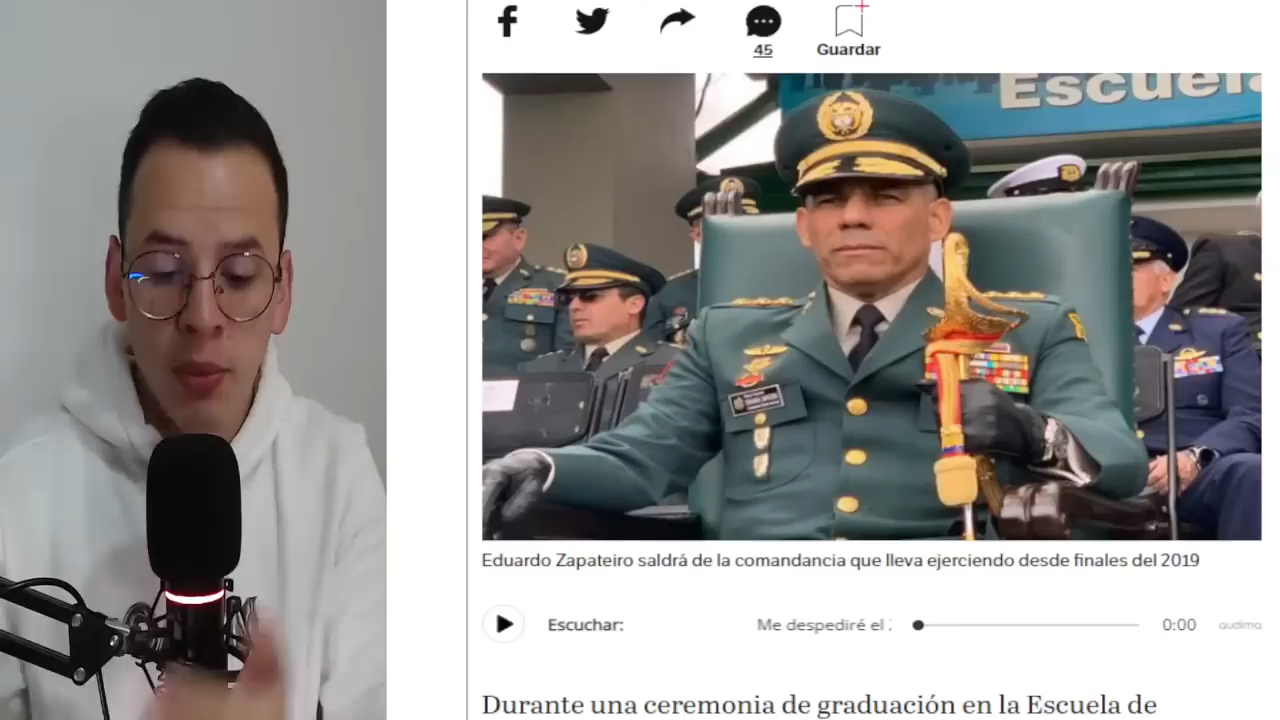 45
Guardar
Escuela
Eduardo Zapateiro saldrá de la comandancia que lleva ejerciendo desde finales del 2019
Escuchar:
Me despediré el
0:00
audima
Durante una ceremonia de graduación en la Escuela de